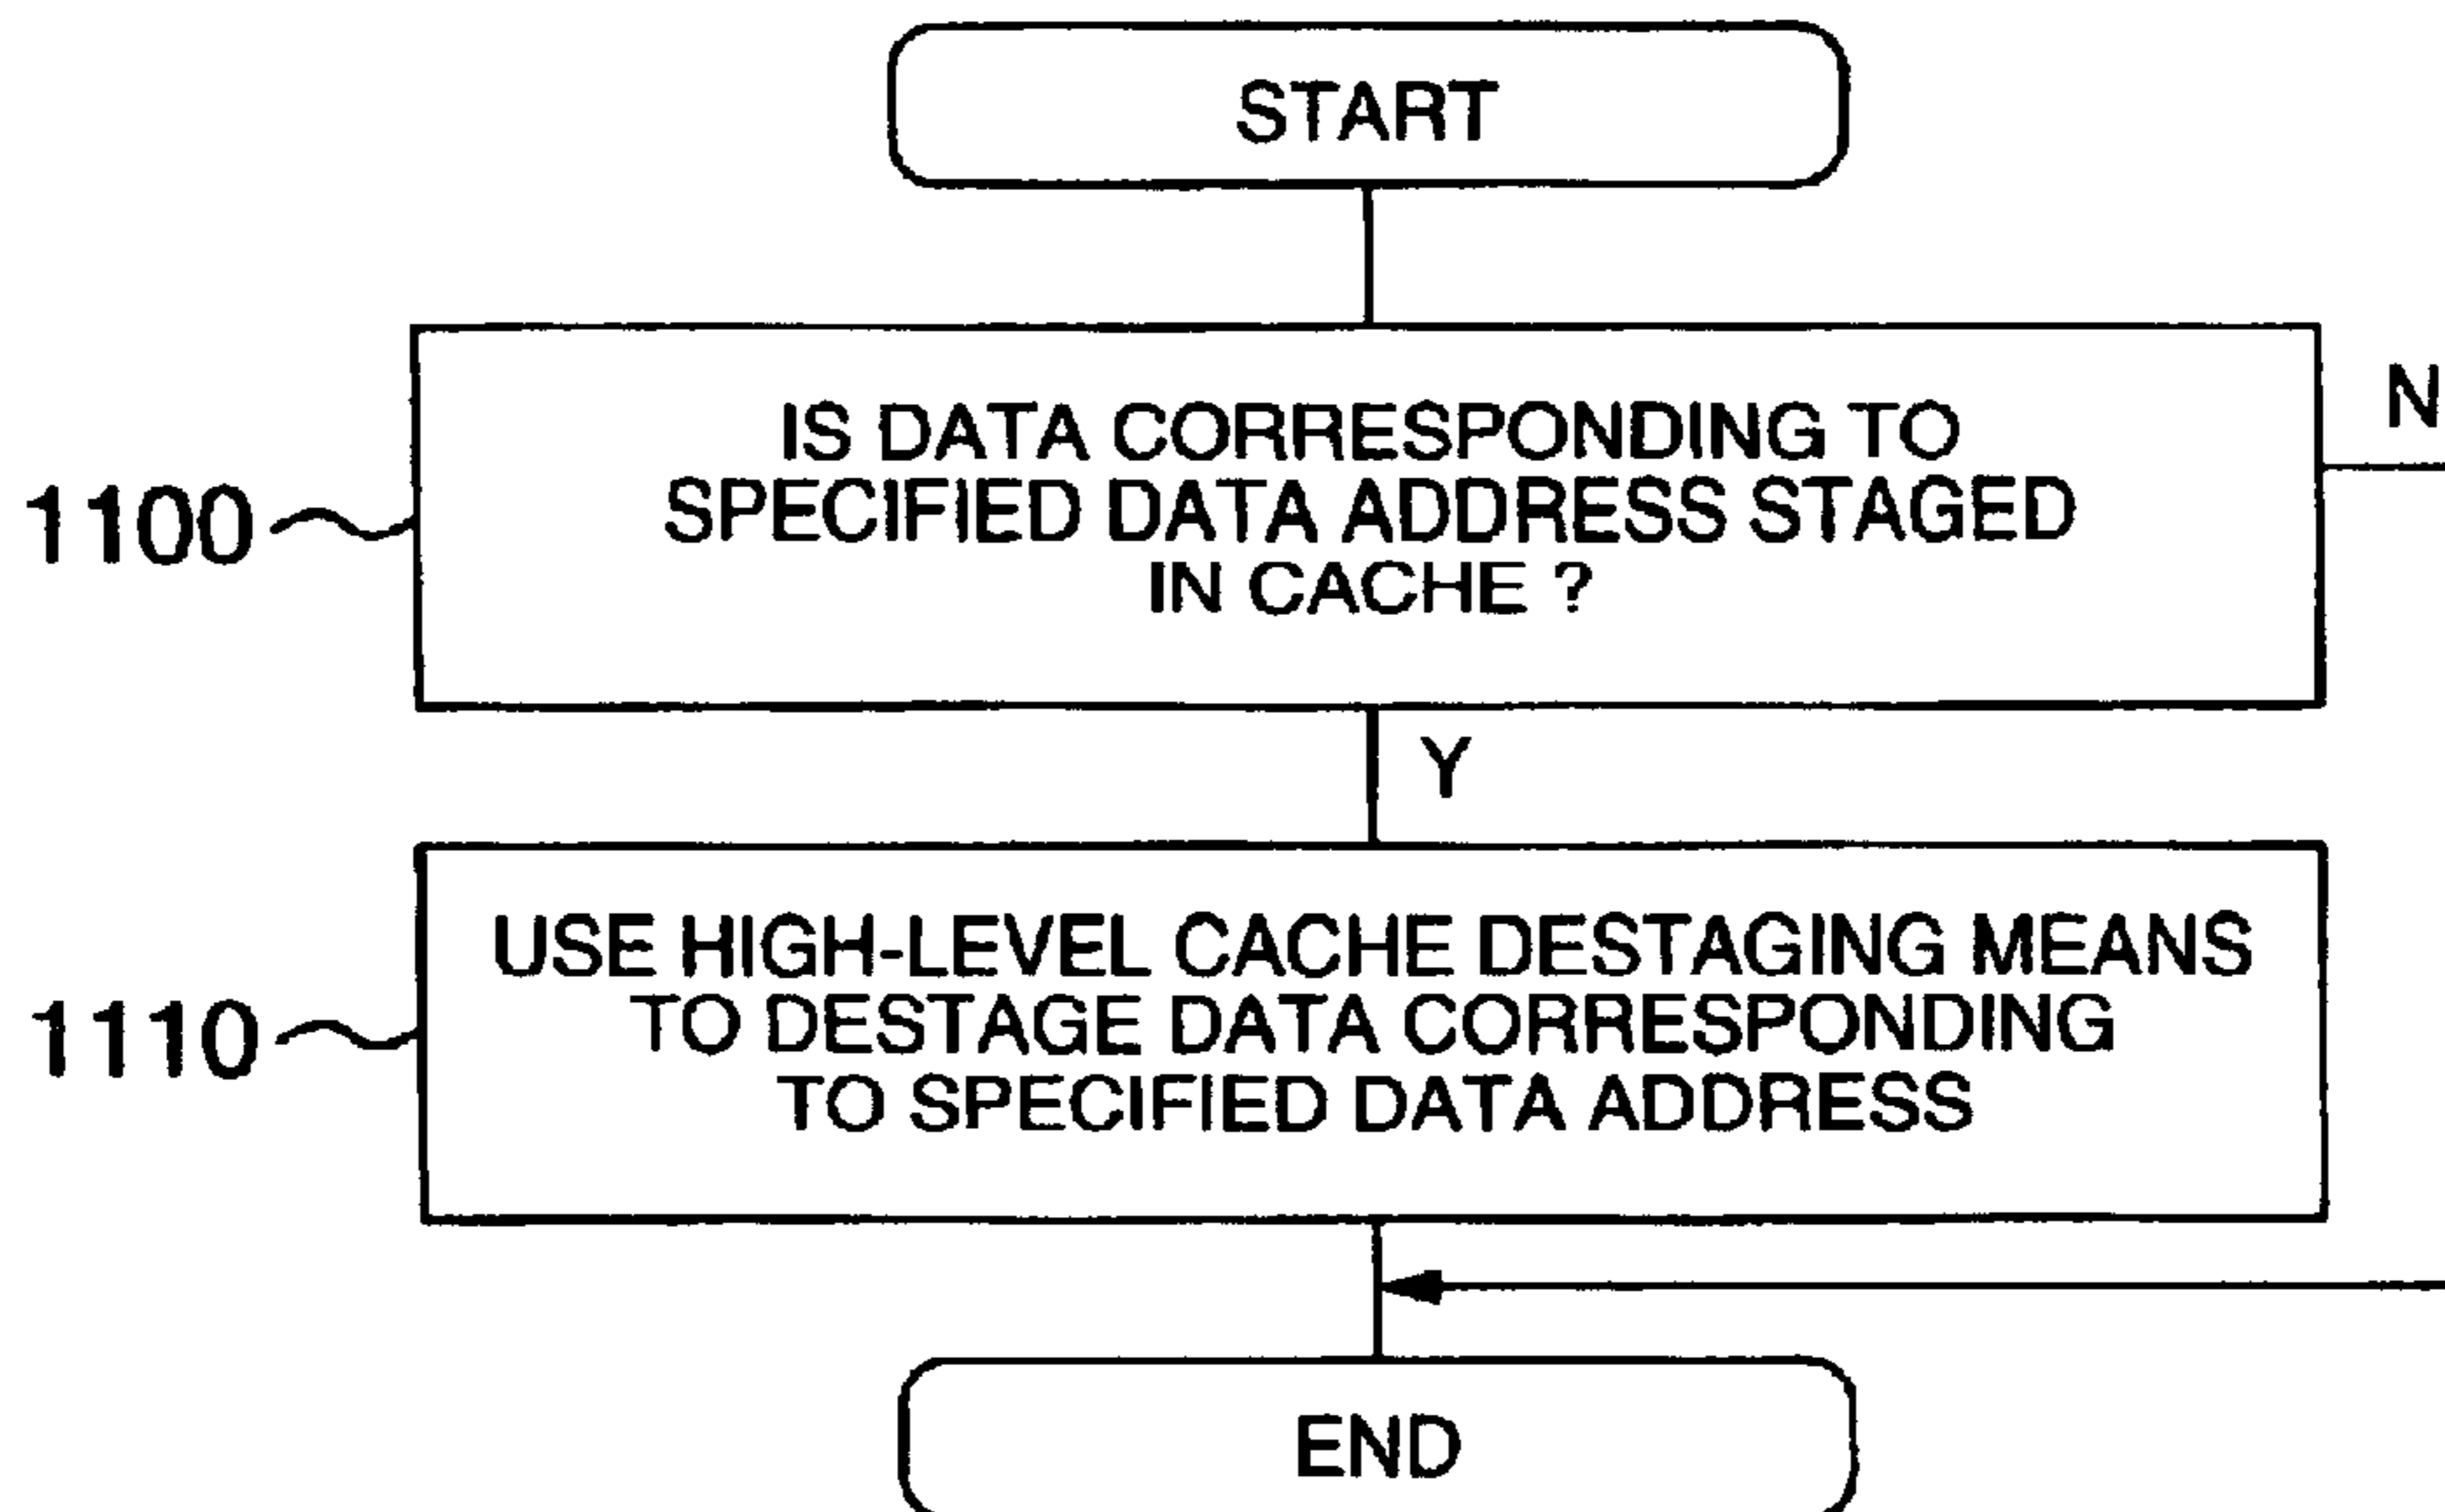 START
IS DATA CORRESPONDING TO
SPECIFIED DATA ADDRESS STAGED
IN CACHE ?
N
1100
Y
USE HIGH-LEVEL CACHE DESTAGING MEANS
TO DESTAGE DATA CORRESPONDING
TO SPECIFIED DATA ADDRESS
1110
END